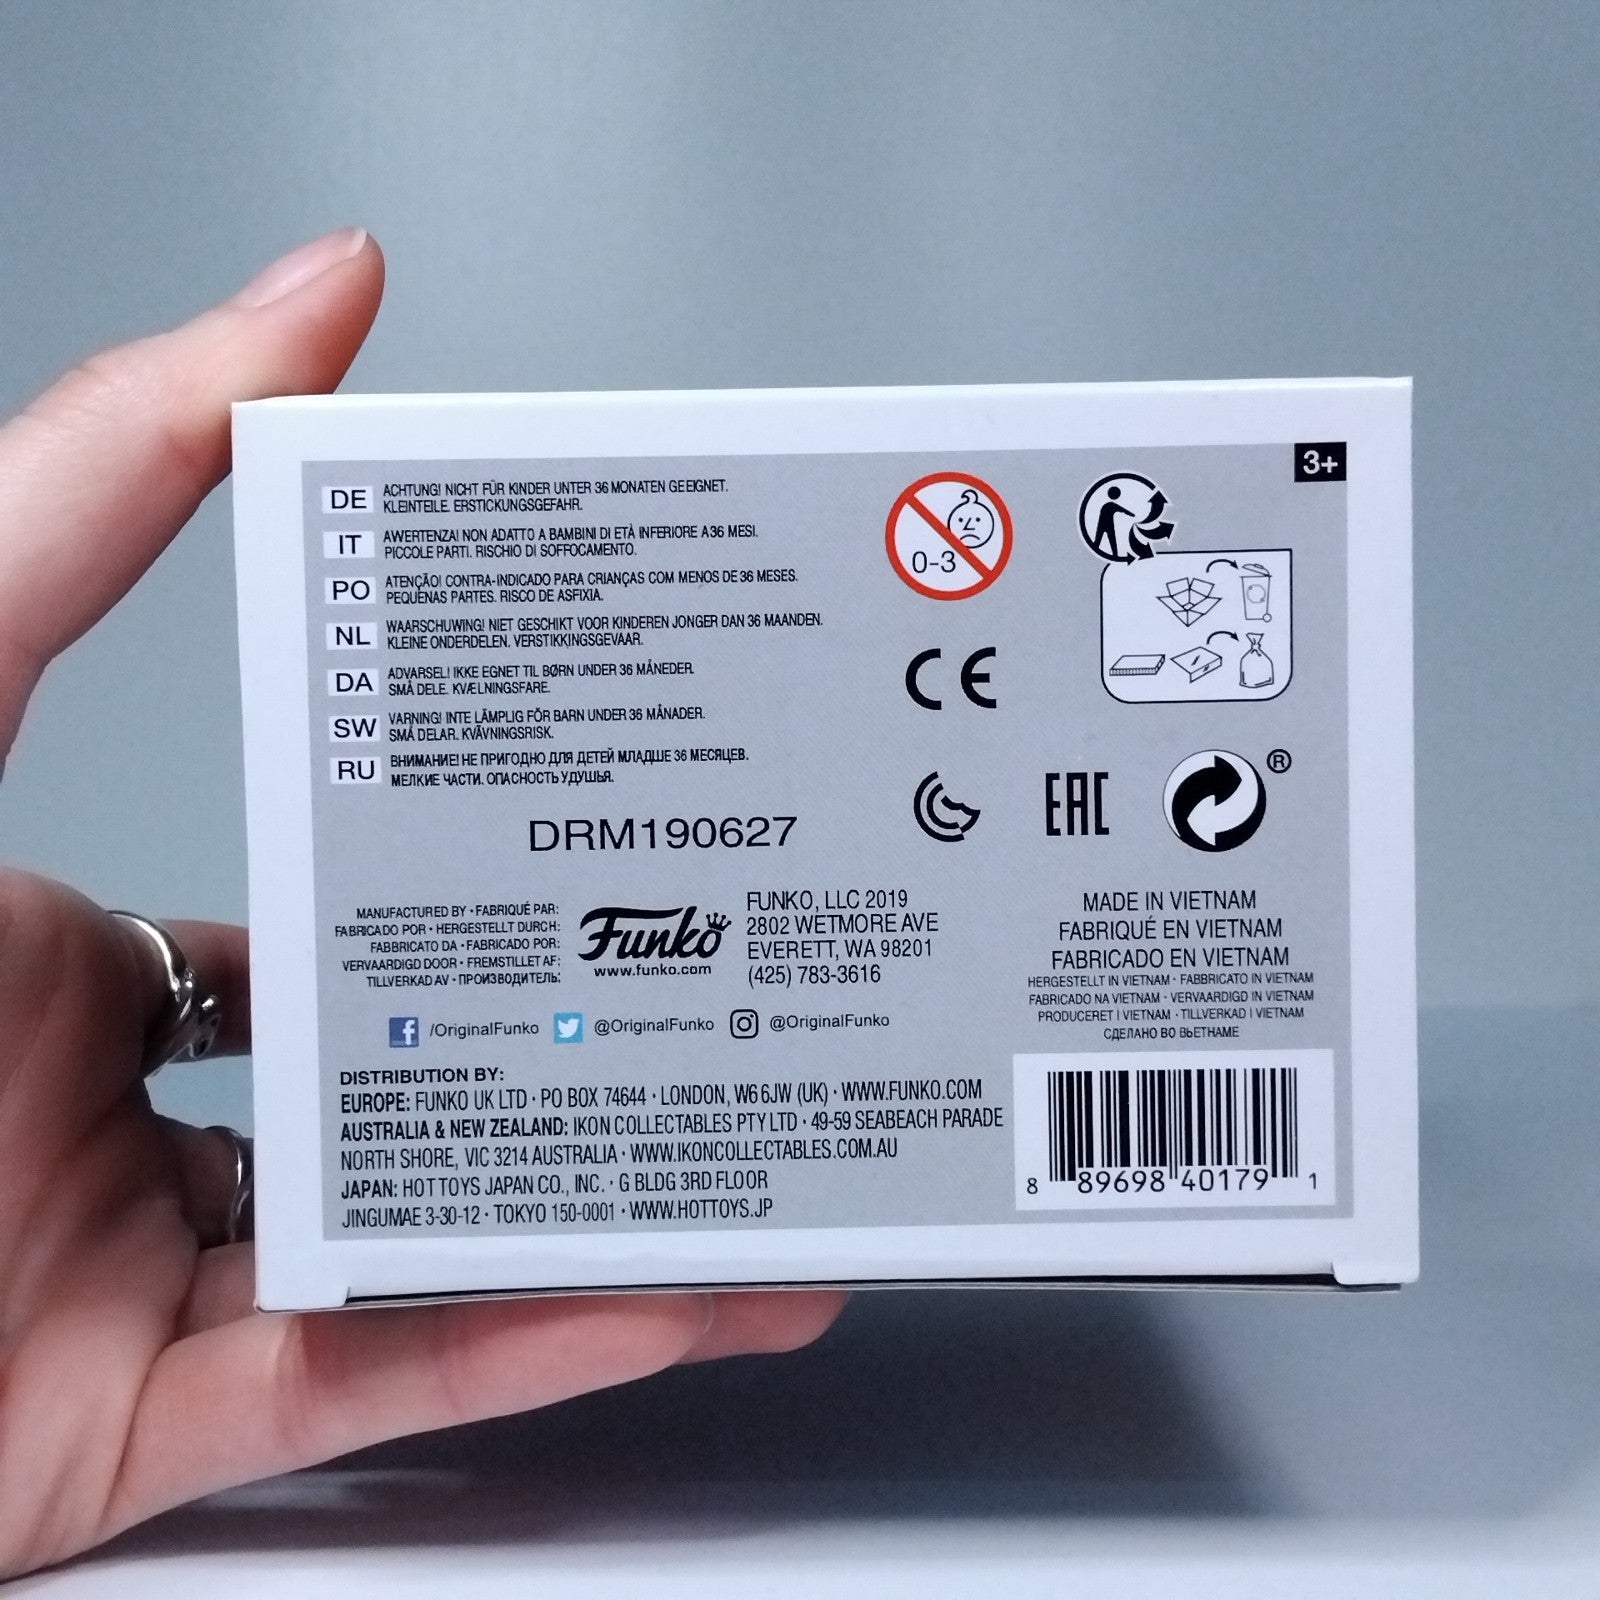 3+
DE ACHTUNG! NICHT FÜR KINDER UNTER 36 MONATEN GEEIGNET.
KLEINTEILE. ERSTICKUNGSGEFAHR.
IT AWERTENZA! NON ADATTO A BAMBINI DI ETÀ INFERIORE A 36 MESI.
PICCOLE PARTI. RISCHIO DI SOFFOCAMENTO.
PO ATENÇÃO! CONTRA-INDICADO PARA CRIANÇAS COM MENOS DE 36 MESES.
PEQUENAS PARTES. RISCO DE ASFIXIA.
NL WAARSCHUWING! NIET GESCHIKT VOOR KINDEREN JONGER DAN 36 MAANDEN.
KLEINE ONDERDELEN. VERSTIKKINGSGEVAAR.
DA ADVARSEL! IKKE EGNET TIL BØRN UNDER 36 MÅNEDER.
SMÅ DELE. KVÆLNINGSFARE.
SW VARNING! INTE LÄMPLIG FÖR BARN UNDER 36 MÅNADER.
SMÅ DELAR. KVÄVNINGSRISK.
RU ВНИМАНИЕ! НЕ ПРИГОДНО ДЛЯ ДЕТЕЙ МЛАДШЕ 36 МЕСЯЦЕВ.
МЕЛКИЕ ЧАСТИ. ОПАСНОСТЬ УДУШЬЯ.
0-3
CE
EAC
®
DRM190627
MANUFACTURED BY • FABRIQUÉ PAR:
FABRICADO POR • HERGESTELLT DURCH:
FABBRICATO DA • FABRICADO POR:
VERVAARDIGD DOOR • FREMSTILLET AF:
TILLVERKAD AV • ПРОИЗВОДИТЕЛЬ:
Funko
www.funko.com
FUNKO, LLC 2019
2802 WETMORE AVE
EVERETT, WA 98201
(425) 783-3616
MADE IN VIETNAM
FABRIQUÉ EN VIETNAM
FABRICADO EN VIETNAM
HERGESTELLT IN VIETNAM • FABBRICATO IN VIETNAM
FABRICADO NA VIETNAM • VERVAARDIGD IN VIETNAM
PRODUCERET I VIETNAM • TILLVERKAD I VIETNAM
СДЕЛАНО ВО ВЬЕТНАМЕ
/OriginalFunko @OriginalFunko @OriginalFunko
DISTRIBUTION BY:
EUROPE: FUNKO UK LTD • PO BOX 74644 • LONDON, W6 6JW (UK) • WWW.FUNKO.COM
AUSTRALIA & NEW ZEALAND: IKON COLLECTABLES PTY LTD • 49-59 SEABEACH PARADE
NORTH SHORE, VIC 3214 AUSTRALIA • WWW.IKONCOLLECTABLES.COM.AU
JAPAN: HOT TOYS JAPAN CO., INC. • G BLDG 3RD FLOOR
JINGUMAE 3-30-12 • TOKYO 150-0001 • WWW.HOTTOYS.JP
8 89698 40179 1